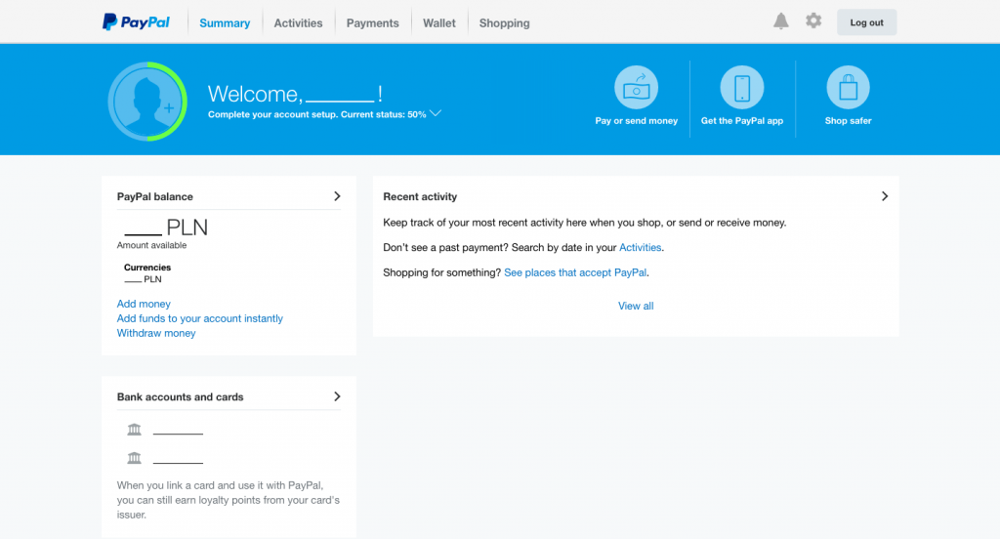 PayPal
Summary
Activities
Payments
Wallet
Shopping
Log out
Welcome, !
Complete your account setup. Current status: 50%
Pay or send money
Get the PayPal app
Shop safer
PayPal balance
PLN
Amount available
Currencies
PLN
Add money
Add funds to your account instantly
Withdraw money
Recent activity
Keep track of your most recent activity here when you shop, or send or receive money.
Don't see a past payment? Search by date in your Activities.
Shopping for something? See places that accept PayPal.
View all
Bank accounts and cards
When you link a card and use it with PayPal,
you can still earn loyalty points from your card's
issuer.